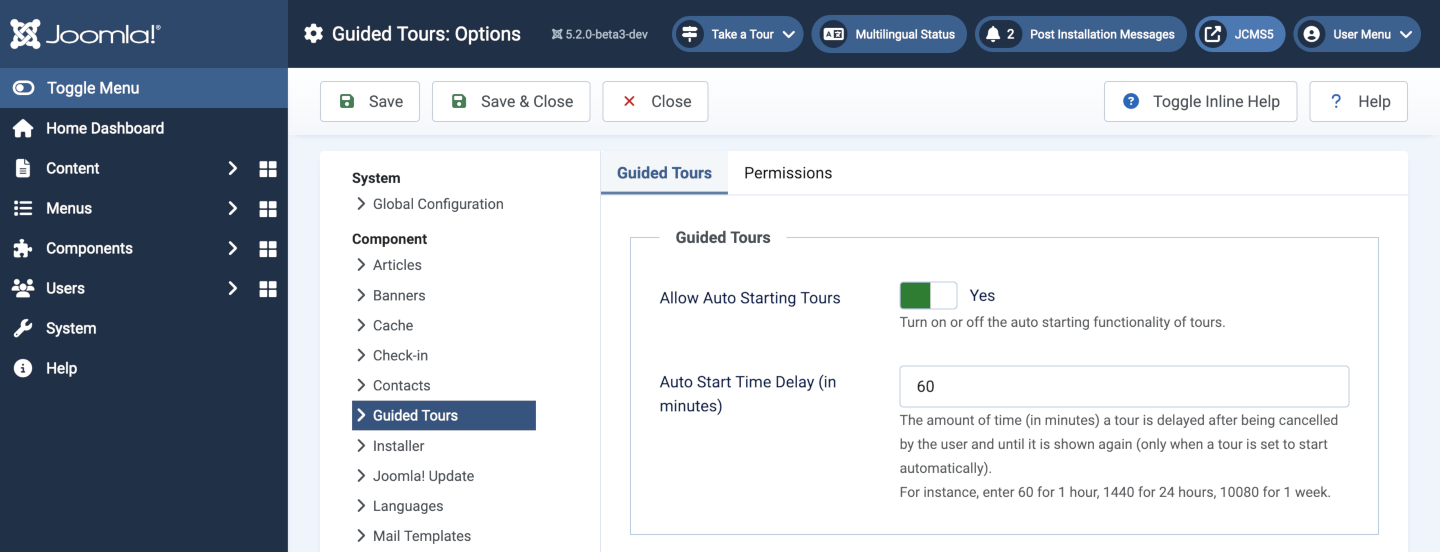 Joomla!®
Guided Tours: Options
5.2.0-beta3-dev
Take a Tour
Multilingual Status
2 Post Installation Messages
JCMS5
User Menu
Toggle Menu
Home Dashboard
Content
Menus
Components
Users
System
Help
Save
Save & Close
Close
Toggle Inline Help
? Help
System
Global Configuration
Component
Articles
Banners
Cache
Check-in
Contacts
Guided Tours
Installer
Joomla! Update
Languages
Mail Templates
Guided Tours
Permissions
Guided Tours
Allow Auto Starting Tours
Yes
Turn on or off the auto starting functionality of tours.
Auto Start Time Delay (in
minutes)
60
The amount of time (in minutes) a tour is delayed after being cancelled
by the user and until it is shown again (only when a tour is set to start
automatically).
For instance, enter 60 for 1 hour, 1440 for 24 hours, 10080 for 1 week.